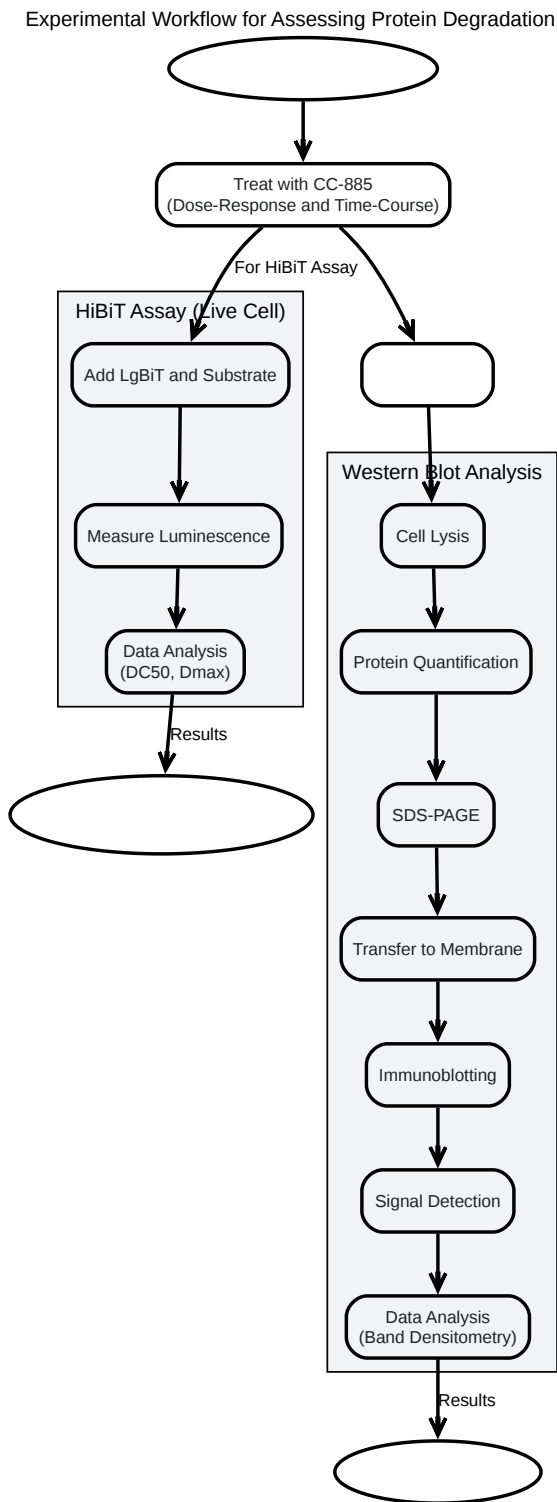 Experimental Workflow for Assessing Protein Degradation
Treat with CC-885
(Dose-Response and Time-Course)
For HiBiT Assay
HiBiT Assay (Live Cell)
Add LgBiT and Substrate
Measure Luminescence
Data Analysis
(DC50, Dmax)
Results
Western Blot Analysis
Cell Lysis
Protein Quantification
SDS-PAGE
Transfer to Membrane
Immunoblotting
Signal Detection
Data Analysis
(Band Densitometry)
Results